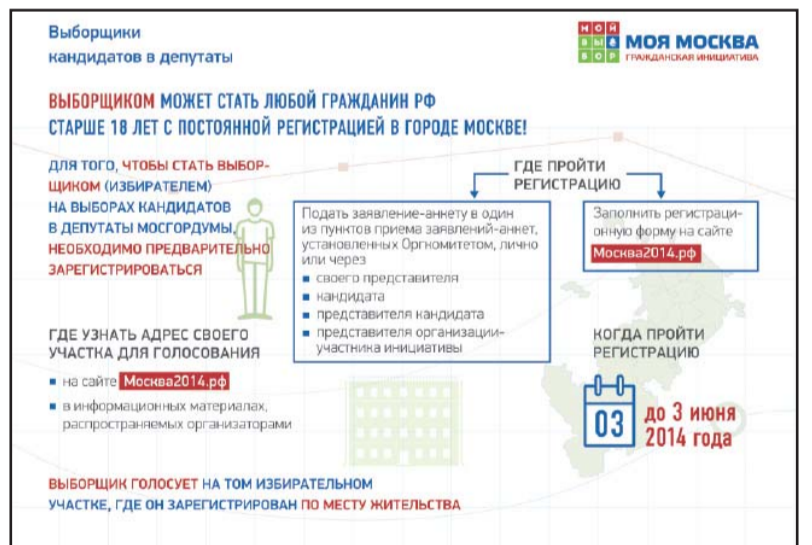 Выборщики
кандидатов в депутаты
МОЙ
ВЫ
БОР
МОЯ МОСКВА
ГРАЖДАНСКАЯ ИНИЦИАТИВА
ВЫБОРЩИКОМ МОЖЕТ СТАТЬ ЛЮБОЙ ГРАЖДАНИН РФ
СТАРШЕ 18 ЛЕТ С ПОСТОЯННОЙ РЕГИСТРАЦИЕЙ В ГОРОДЕ МОСКВЕ!
ДЛЯ ТОГО, ЧТОБЫ СТАТЬ ВЫБОР-
ЩИКОМ (ИЗБИРАТЕЛЕМ)
НА ВЫБОРАХ КАНДИДАТОВ
В ДЕПУТАТЫ МОСГОРДУМЫ,
НЕОБХОДИМО ПРЕДВАРИТЕЛЬНО
ЗАРЕГИСТРИРОВАТЬСЯ
ГДЕ ПРОЙТИ
РЕГИСТРАЦИЮ
Подать заявление-анкету в один
из пунктов приема заявлений-анкет,
установленных Оргкомитетом, лично
или через
своего представителя
кандидата
представителя кандидата
представителя организации-
участника инициативы
Заполнить регистраци-
онную форму на сайте
Москва2014.рф
ГДЕ УЗНАТЬ АДРЕС СВОЕГО
УЧАСТКА ДЛЯ ГОЛОСОВАНИЯ
на сайте Москва2014.рф
в информационных материалах,
распространяемых организаторами
КОГДА ПРОЙТИ
РЕГИСТРАЦИЮ
03
до 3 июня
2014 года
ВЫБОРЩИК ГОЛОСУЕТ НА ТОМ ИЗБИРАТЕЛЬНОМ
УЧАСТКЕ, ГДЕ ОН ЗАРЕГИСТРИРОВАН ПО МЕСТУ ЖИТЕЛЬСТВА